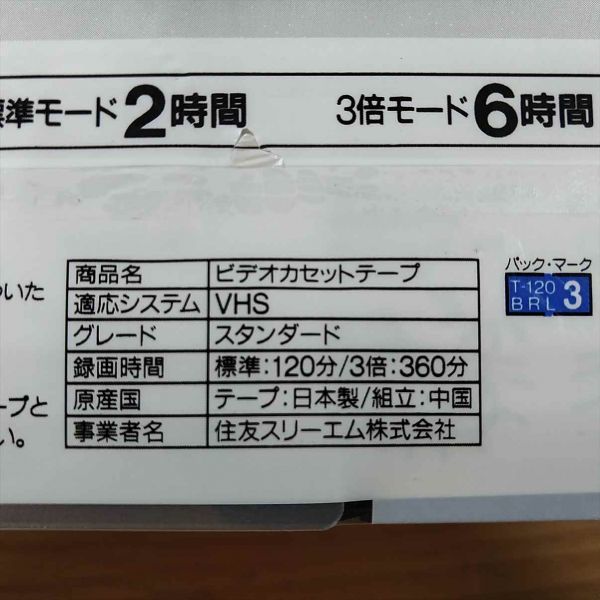 標準モード2時間
3倍モード6時間
いた
ープと
い。
商品名 ビデオカセットテープ
適応システム VHS
グレード スタンダード
録画時間 標準:120分/3倍:360分
原産国 テープ:日本製/組立:中国
事業者名 住友スリーエム株式会社
パック・マーク
T-120
BRL 3